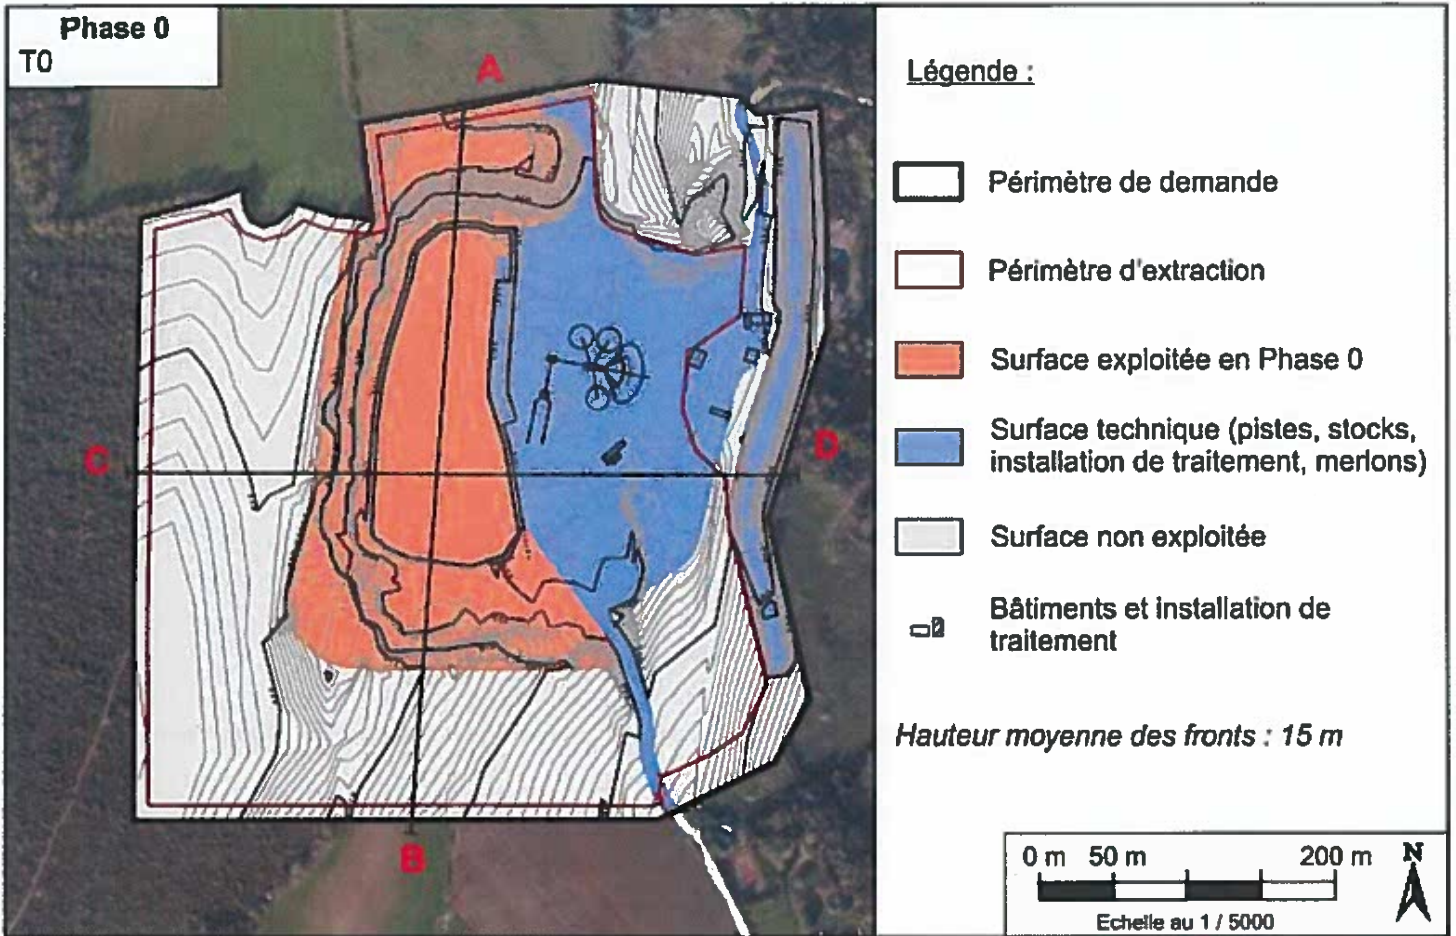 Phase 0
T0
A
C
D
B
Légende :
Périmètre de demande
Périmètre d'extraction
Surface exploitée en Phase 0
Surface technique (pistes, stocks,
installation de traitement, merlons)
Surface non exploitée
Bâtiments et installation de
traitement
Hauteur moyenne des fronts : 15 m
0 m 50 m 200 m
N
Echelle au 1 / 5000